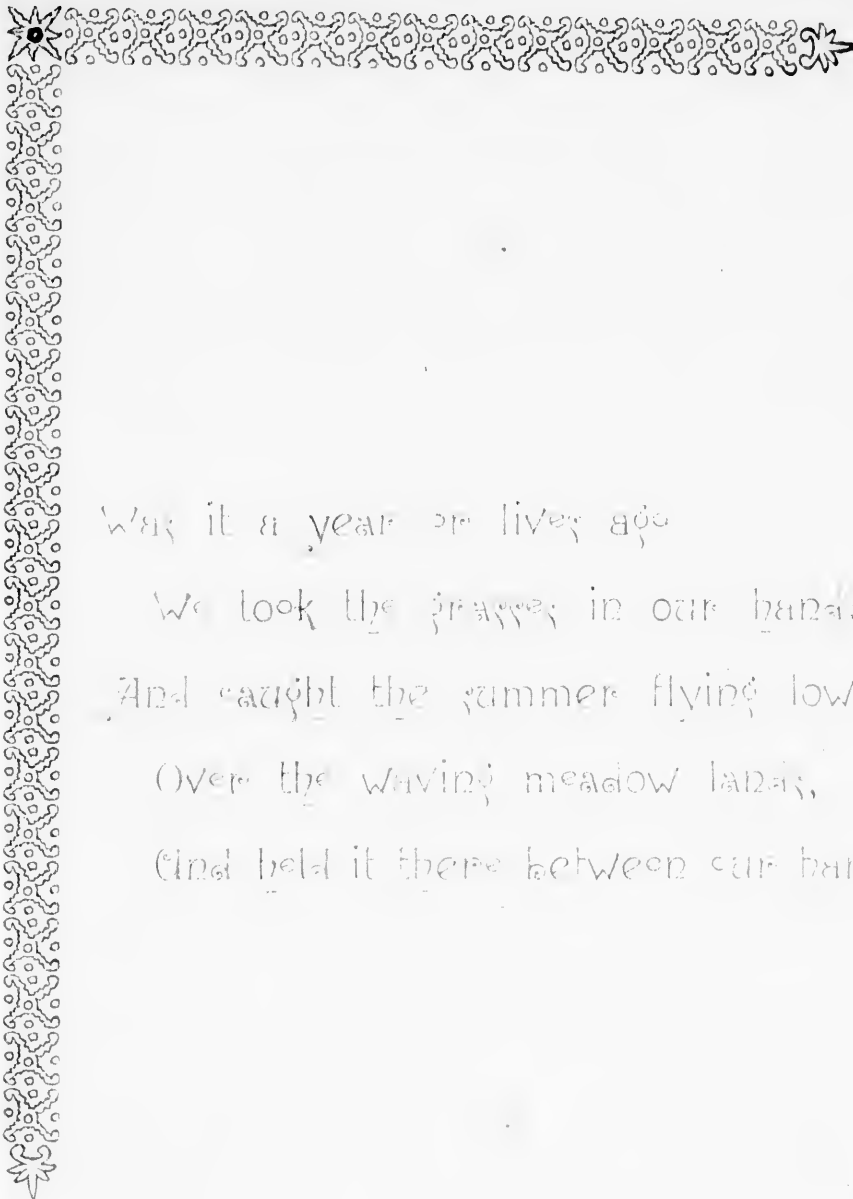 Was it a year or lives ago
We took the grasses in our hands
And caught the summer flying low
Over the waving meadow lands,
And held it there between our